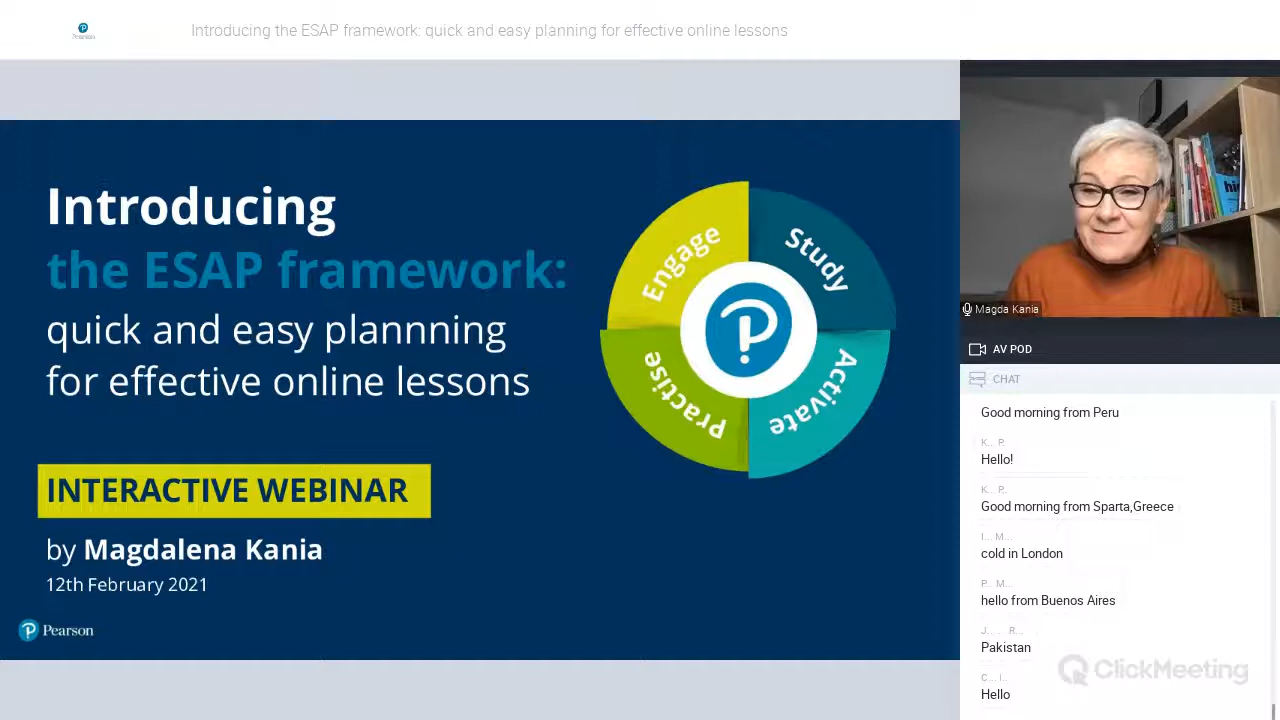 Pearson
Introducing the ESAP framework: quick and easy planning for effective online lessons
Introducing
the ESAP framework:
quick and easy plannning
for effective online lessons
INTERACTIVE WEBINAR
by Magdalena Kania
12th February 2021
Pearson
Engage
Study
Activate
Practise
Magda Kania
AV POD
CHAT
Good morning from Peru
K... P.
Hello!
K... P..
Good morning from Sparta,Greece
I... M...
cold in London
P... M...
hello from Buenos Aires
J... . R...
Pakistan
C... I..
Hello
ClickMeeting